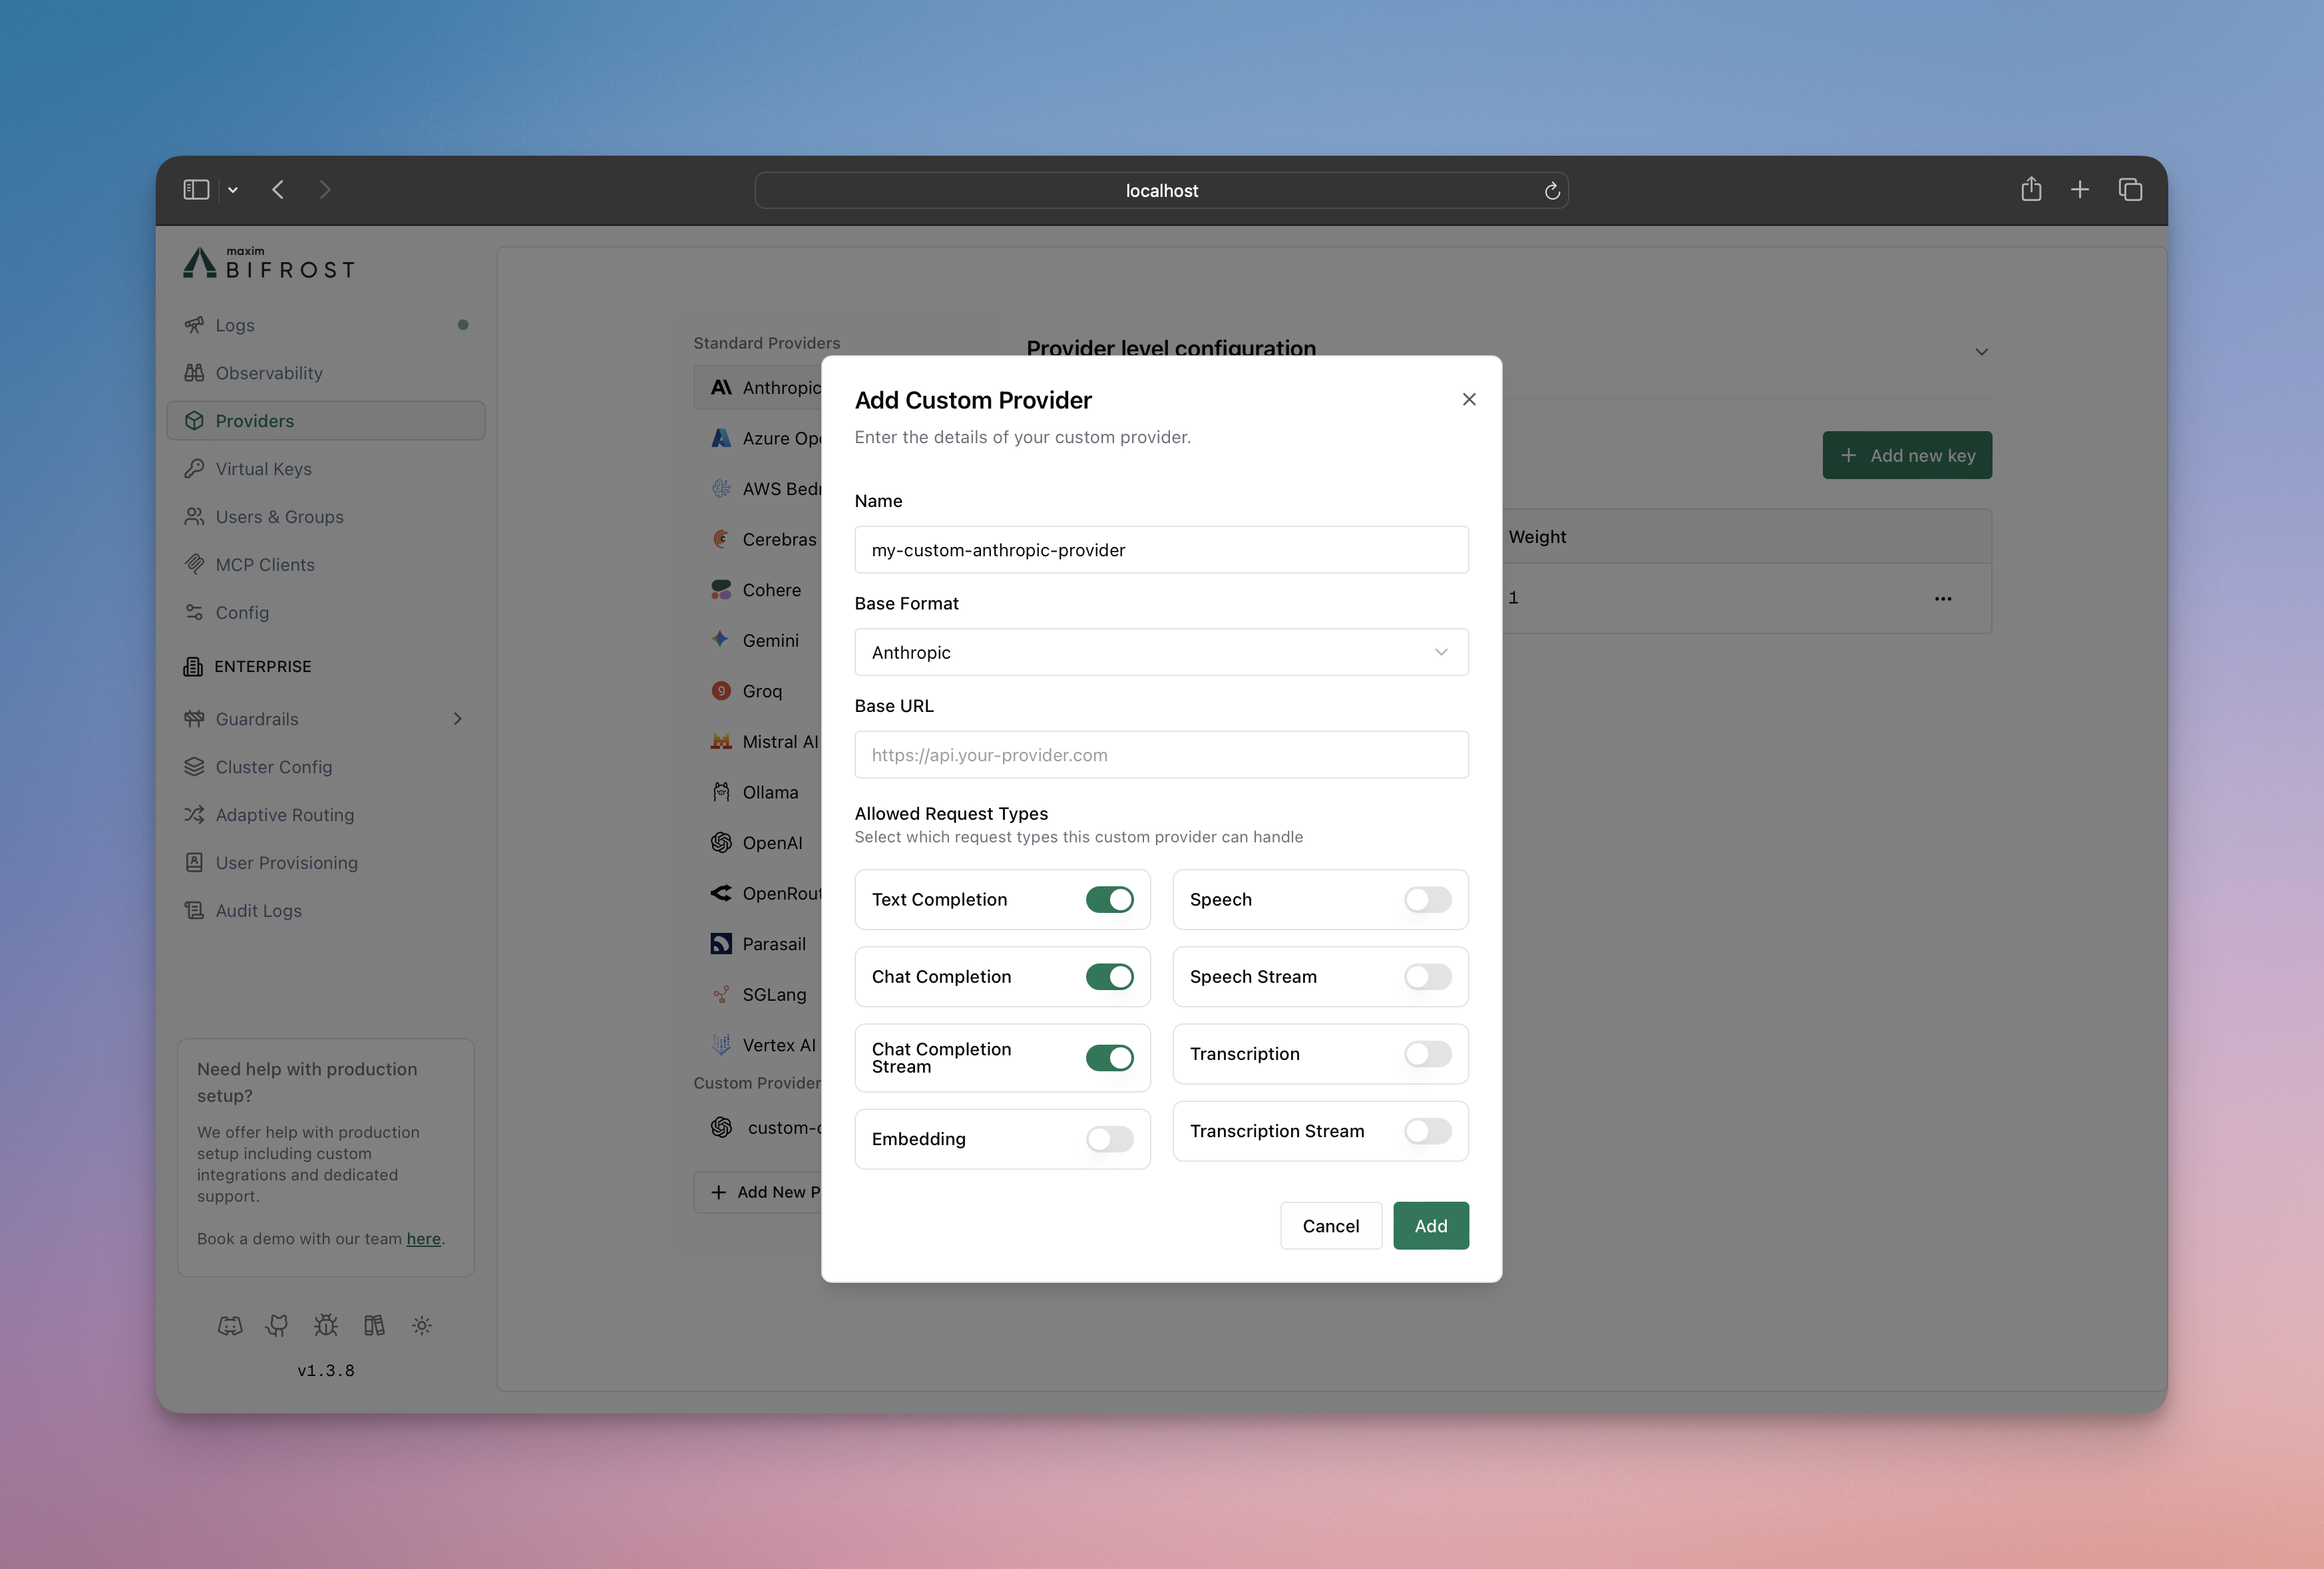 localhost
maxim
BIFROST
Logs
Observability
Providers
Virtual Keys
Users & Groups
MCP Clients
Config
ENTERPRISE
Guardrails
Cluster Config
Adaptive Routing
User Provisioning
Audit Logs
Need help with production
setup?
We offer help with production
setup including custom
integrations and dedicated
support.
Book a demo with our team here.
v1.3.8
Standard Providers
Anthropic
Azure Op
AWS Bed
Cerebras
Cohere
Gemini
Groq
Mistral AI
Ollama
OpenAI
OpenRou
Parasail
SGLang
Vertex AI
Custom Provider
custom-
Add New P
Provider level configuration
Add new key
Weight
1
Add Custom Provider
Enter the details of your custom provider.
Name
my-custom-anthropic-provider
Base Format
Anthropic
Base URL
https://api.your-provider.com
Allowed Request Types
Select which request types this custom provider can handle
Text Completion
Speech
Chat Completion
Speech Stream
Chat Completion
Stream
Transcription
Embedding
Transcription Stream
Cancel
Add